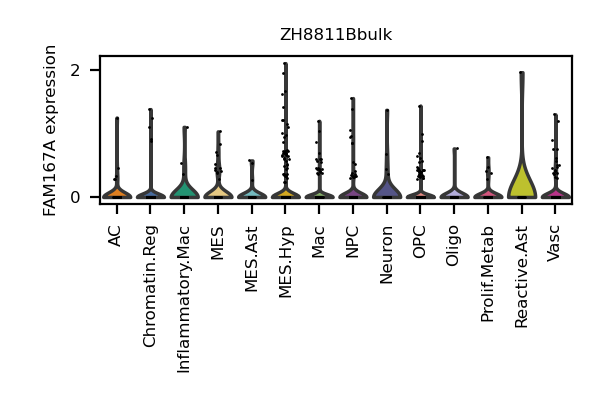 ZH8811Bbulk
FAM167A expression
2
0
AC
Chromatin.Reg
Inflammatory.Mac
MES
MES.Ast
MES.Hyp
Mac
NPC
Neuron
OPC
Oligo
Prolif.Metab
Reactive.Ast
Vasc